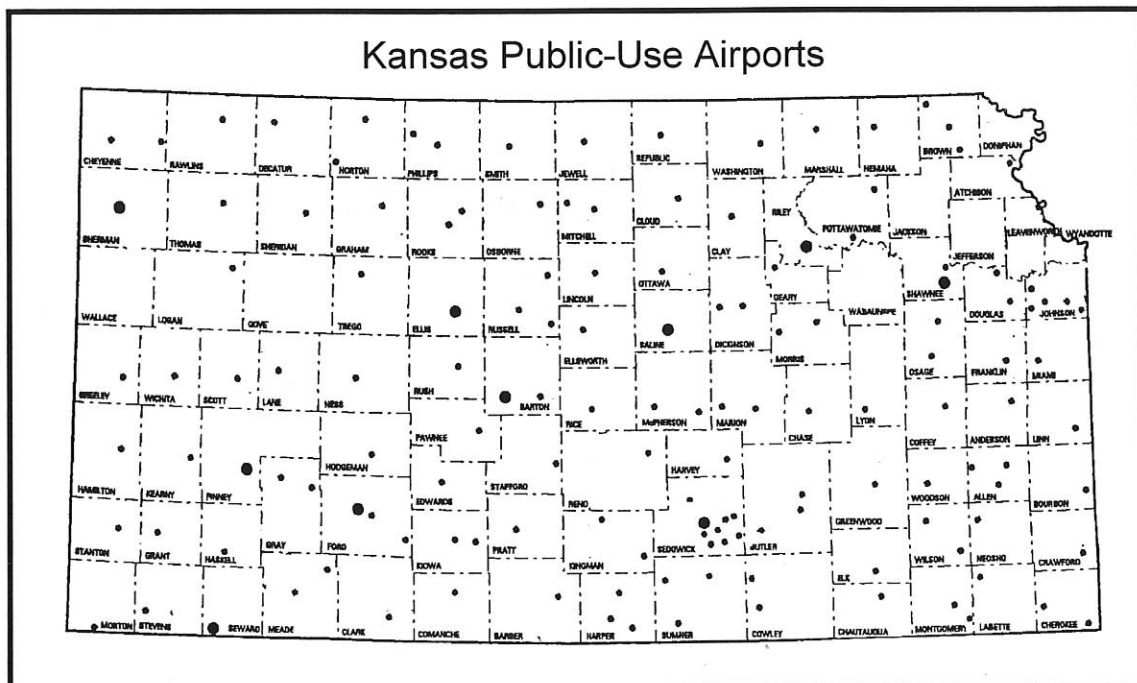 Kansas Public-Use Airports
CHEYENNE
RAWLINS
DECATUR
NORTON
PHILLIPS
SMITH
JEWELL
REPUBLIC
WASHINGTON
MARSHALL
NEMAHA
BROWN
DONIPHAN
SHERMAN
THOMAS
SHERIDAN
GRAHAM
ROOKS
OSBORNE
MITCHELL
CLOUD
CLAY
RILEY
POTTAWATOMIE
JACKSON
ATCHISON
JEFFERSON
LEAVENWORTH
WYANDOTTE
WALLACE
LOGAN
GOVE
TREGO
ELLIS
RUSSELL
LINCOLN
OTTAWA
SALINE
DICKINSON
GEARY
WABAUNSEE
SHAWNEE
DOUGLAS
JOHNSON
GREELEY
WICHITA
SCOTT
LANE
NESS
RUSH
BARTON
ELLSWORTH
RICE
McPHERSON
MARION
MORRIS
CHASE
LYON
OSAGE
FRANKLIN
MIAMI
HAMILTON
KEARNY
FINNEY
HODGEMAN
PAWNEE
EDWARDS
STAFFORD
RENO
HARVEY
COFFEY
ANDERSON
LINN
STANTON
GRANT
HASKELL
GRAY
FORD
KIOWA
PRATT
KINGMAN
SEDGWICK
BUTLER
GREENWOOD
WOODSON
ALLEN
BOURBON
MORTON
STEVENS
SEWARD
MEADE
CLARK
COMANCHE
BARBER
HARPER
SUMNER
COWLEY
ELK
CHAUTAUQUA
WILSON
NEOSHO
CRAWFORD
MONTGOMERY
LABETTE
CHEROKEE